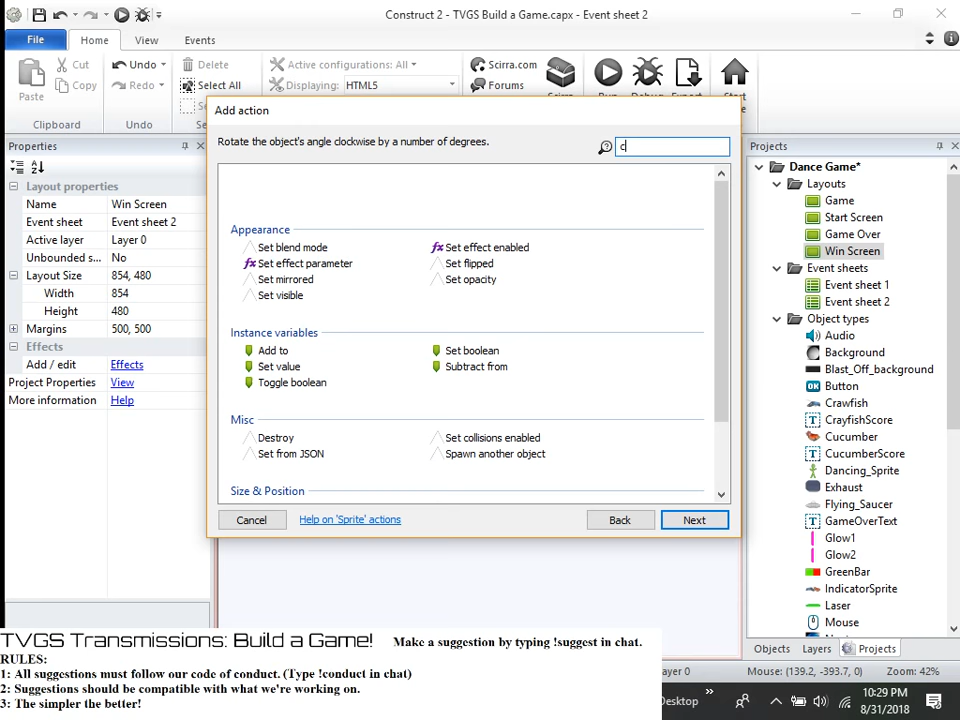 Construct 2 - TVGS Build a Game.capx - Event sheet 2
File
Home
View
Events
Paste
Cut
Copy
Clipboard
Undo
Redo
Undo
Delete
Select All
Active configurations: All
Displaying: HTML5
Scirra.com
Forums
Properties
Layout properties
Name Win Screen
Event sheet Event sheet 2
Active layer Layer 0
Unbounded s... No
Layout Size 854, 480
Width 854
Height 480
Margins 500, 500
Effects
Add / edit Effects
Project Properties View
More information Help
Add action
Rotate the object's angle clockwise by a number of degrees.
c
Appearance
Set blend mode
Set effect enabled
Set effect parameter
Set flipped
Set mirrored
Set opacity
Set visible
Instance variables
Add to
Set boolean
Set value
Subtract from
Toggle boolean
Misc
Destroy
Set collisions enabled
Set from JSON
Spawn another object
Size & Position
Cancel
Help on 'Sprite' actions
Back
Next
Projects
Dance Game*
Layouts
Game
Start Screen
Game Over
Win Screen
Event sheets
Event sheet 1
Event sheet 2
Object types
Audio
Background
Blast_Off_background
Button
Crawfish
CrayfishScore
Cucumber
CucumberScore
Dancing_Sprite
Exhaust
Flying_Saucer
GameOverText
Glow1
Glow2
GreenBar
IndicatorSprite
Laser
Mouse
Objects
Layers
Projects
TVGS Transmissions: Build a Game!
Make a suggestion by typing !suggest in chat.
RULES:
1: All suggestions must follow our code of conduct. (Type !conduct in chat)
2: Suggestions should be compatible with what we're working on.
3: The simpler the better!
Mouse: (139.2, -393.7, 0)
Zoom: 42%
10:29 PM
8/31/2018